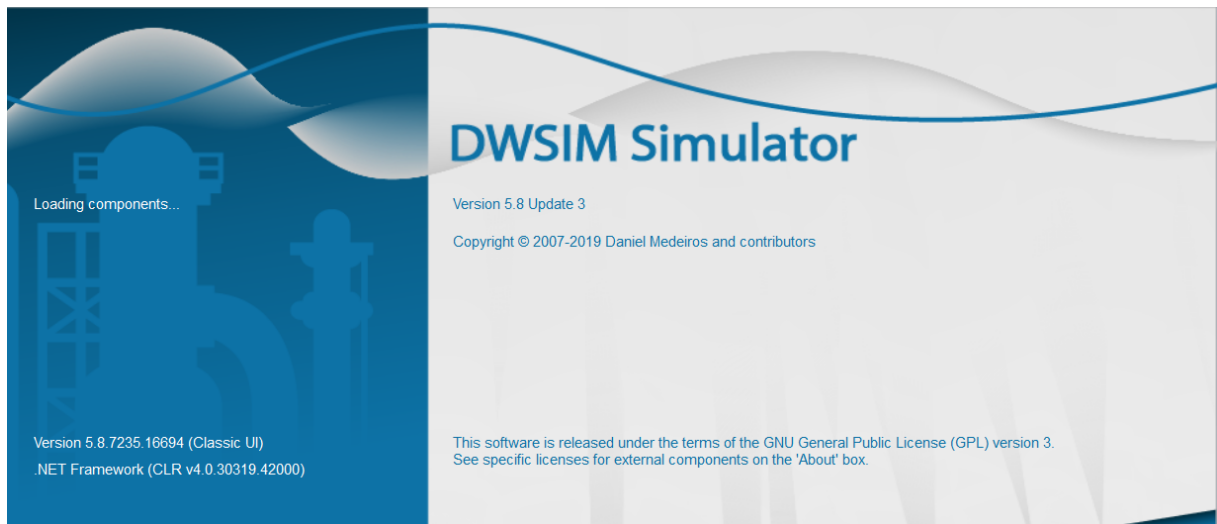 DWSIM Simulator
Loading components...
Version 5.8 Update 3
Copyright © 2007-2019 Daniel Medeiros and contributors
Version 5.8.7235.16694 (Classic UI)
.NET Framework (CLR v4.0.30319.42000)
This software is released under the terms of the GNU General Public License (GPL) version 3.
See specific licenses for external components on the 'About' box.